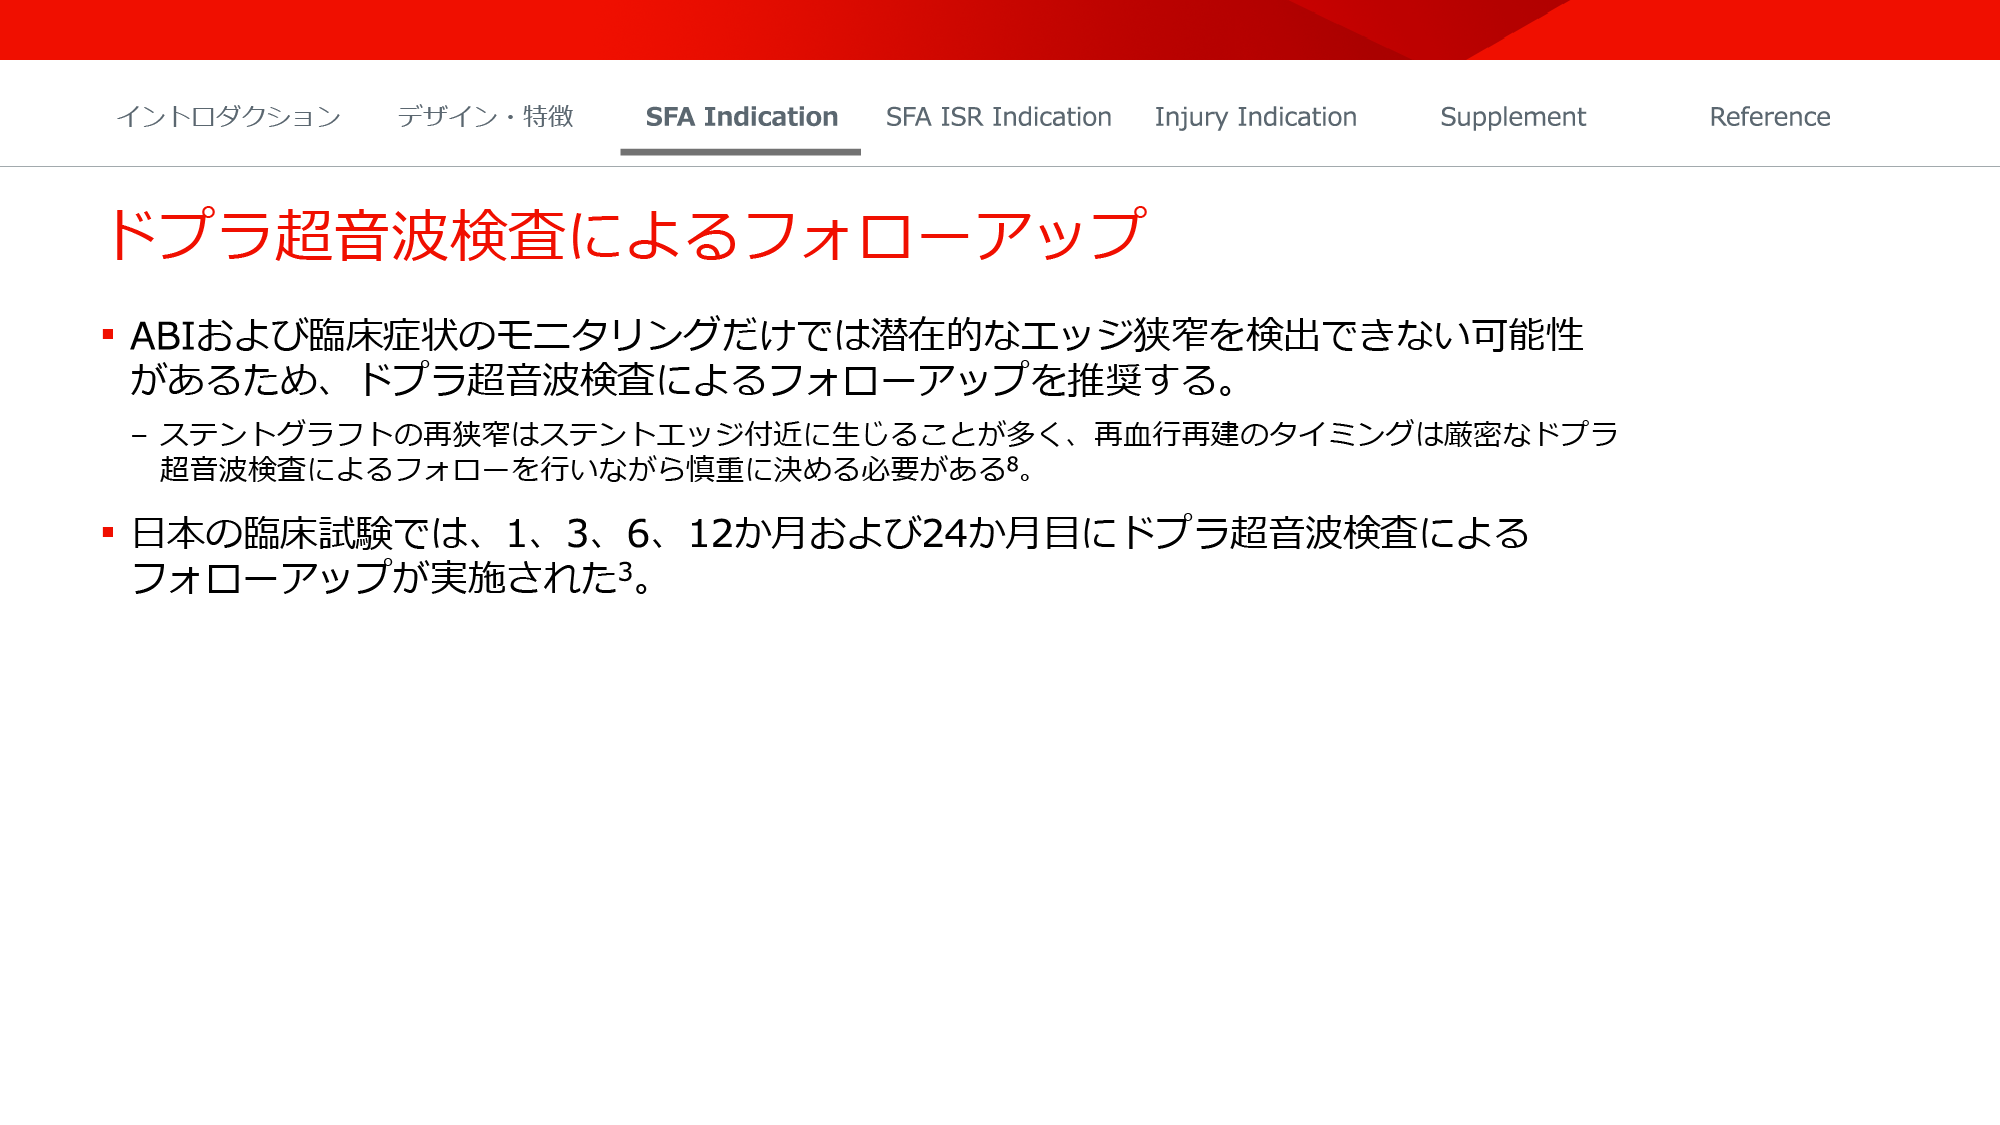 イントロダクション デザイン・特徴 SFA Indication SFA ISR Indication Injury Indication Supplement Reference
ドプラ超音波検査によるフォローアップ
▪ ABIおよび臨床症状のモニタリングだけでは潜在的なエッジ狭窄を検出できない可能性
があるため、ドプラ超音波検査によるフォローアップを推奨する。
– ステントグラフトの再狭窄はステントエッジ付近に生じることが多く、再血行再建のタイミングは厳密なドプラ
超音波検査によるフォローを行いながら慎重に決める必要がある⁸。
▪ 日本の臨床試験では、1、3、6、12か月および24か月目にドプラ超音波検査による
フォローアップが実施された³。